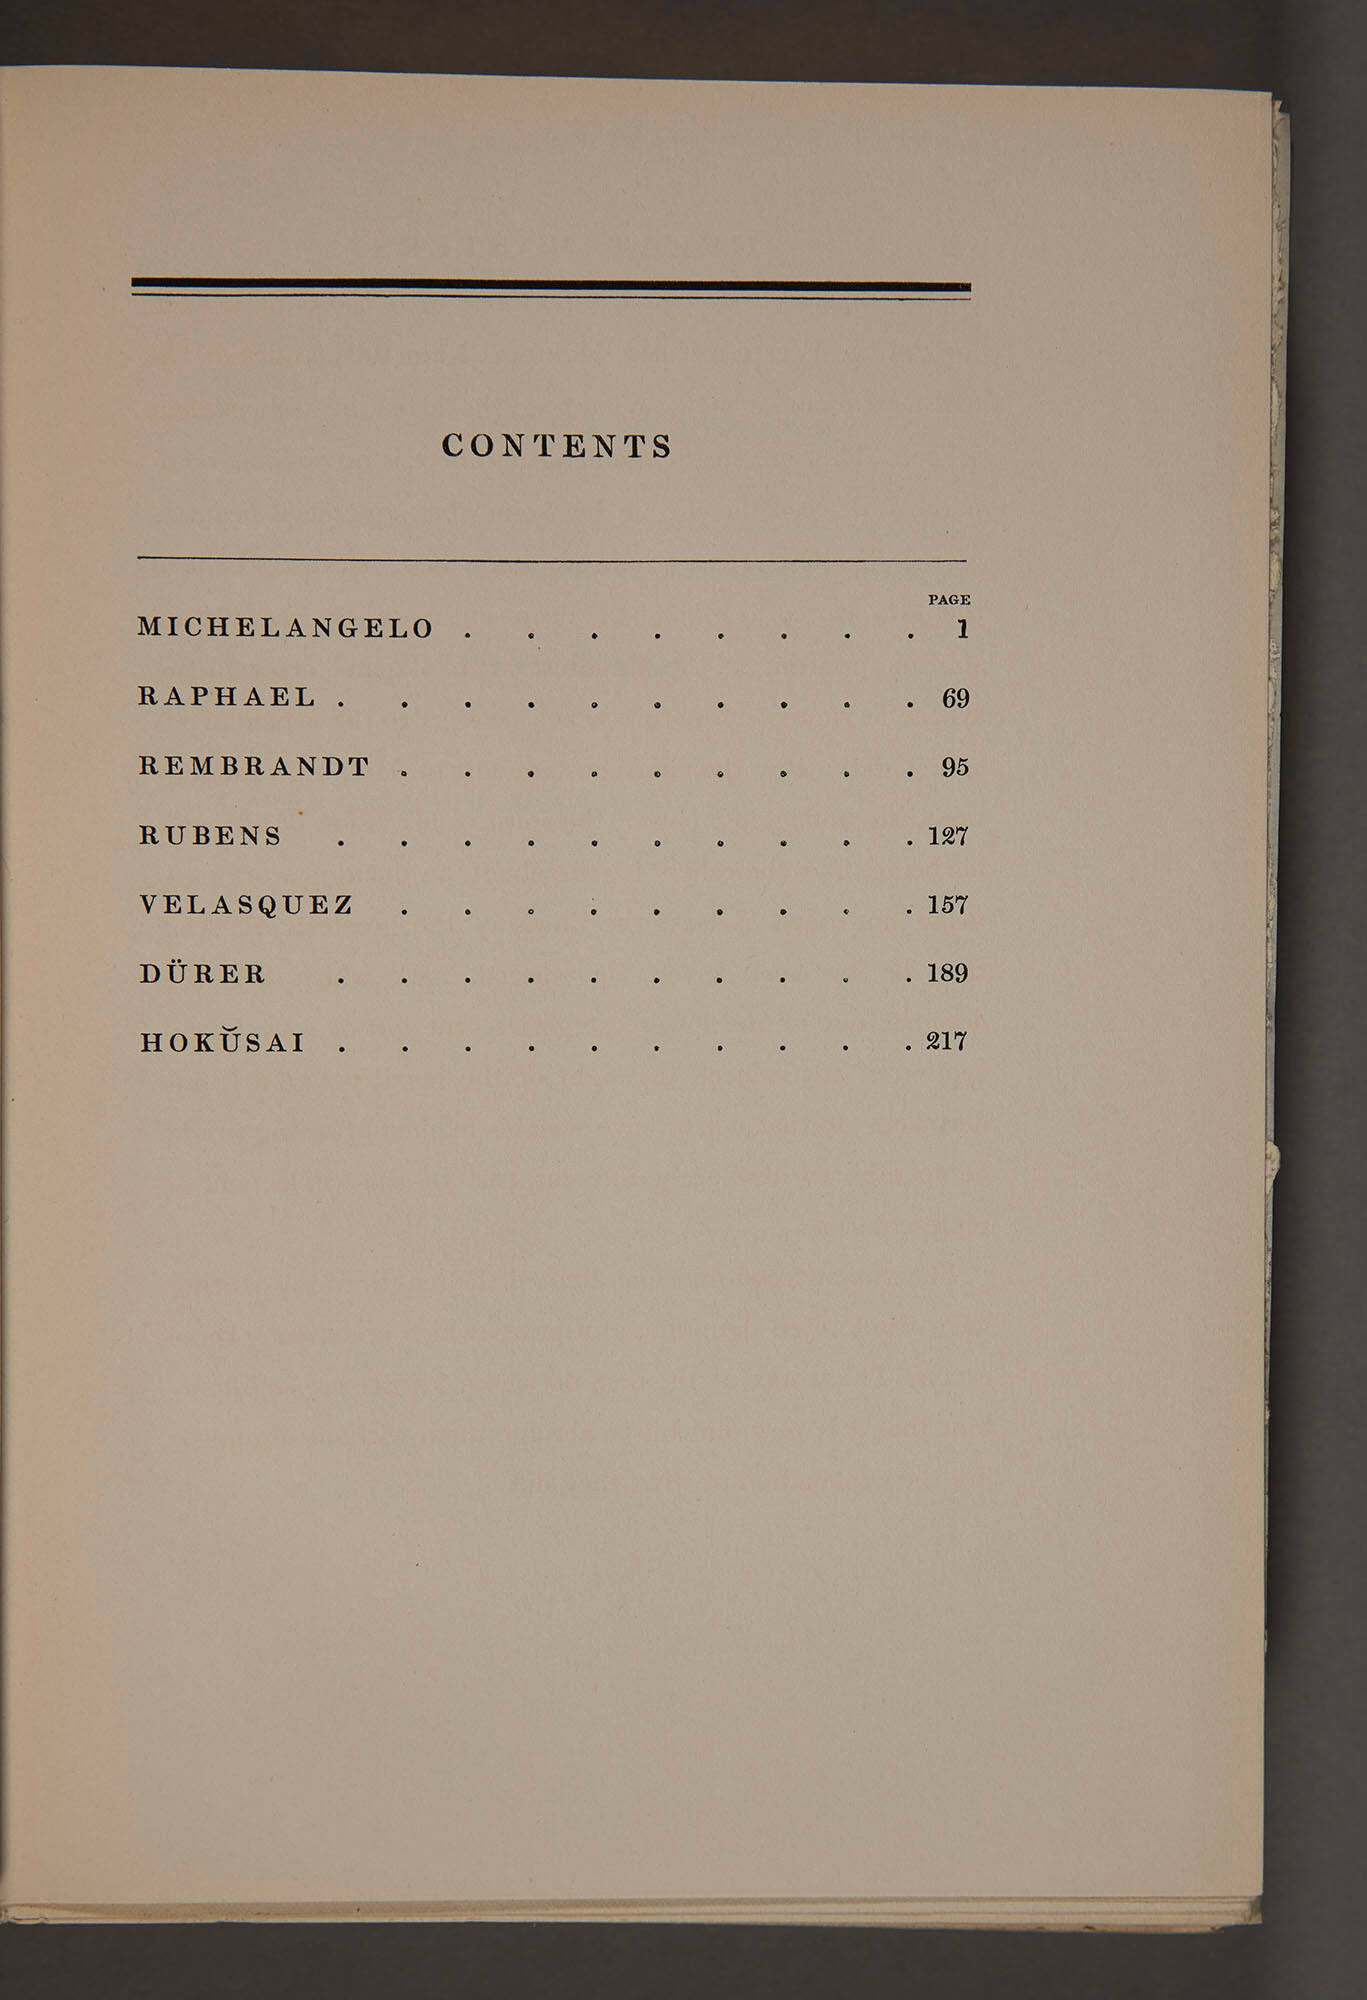 CONTENTS
PAGE
MICHELANGELO . . . . . . . . 1
RAPHAEL . . . . . . . . . . 69
REMBRANDT . . . . . . . . . 95
RUBENS . . . . . . . . . . 127
VELASQUEZ . . . . . . . . . 157
DÜRER . . . . . . . . . . 189
HOKŬSAI . . . . . . . . . . 217